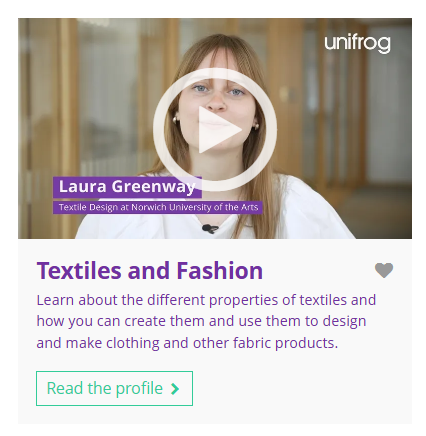 unifrog
Laura Greenway
Textile Design at Norwich University of the Arts
Textiles and Fashion
Learn about the different properties of textiles and
how you can create them and use them to design
and make clothing and other fabric products.
Read the profile